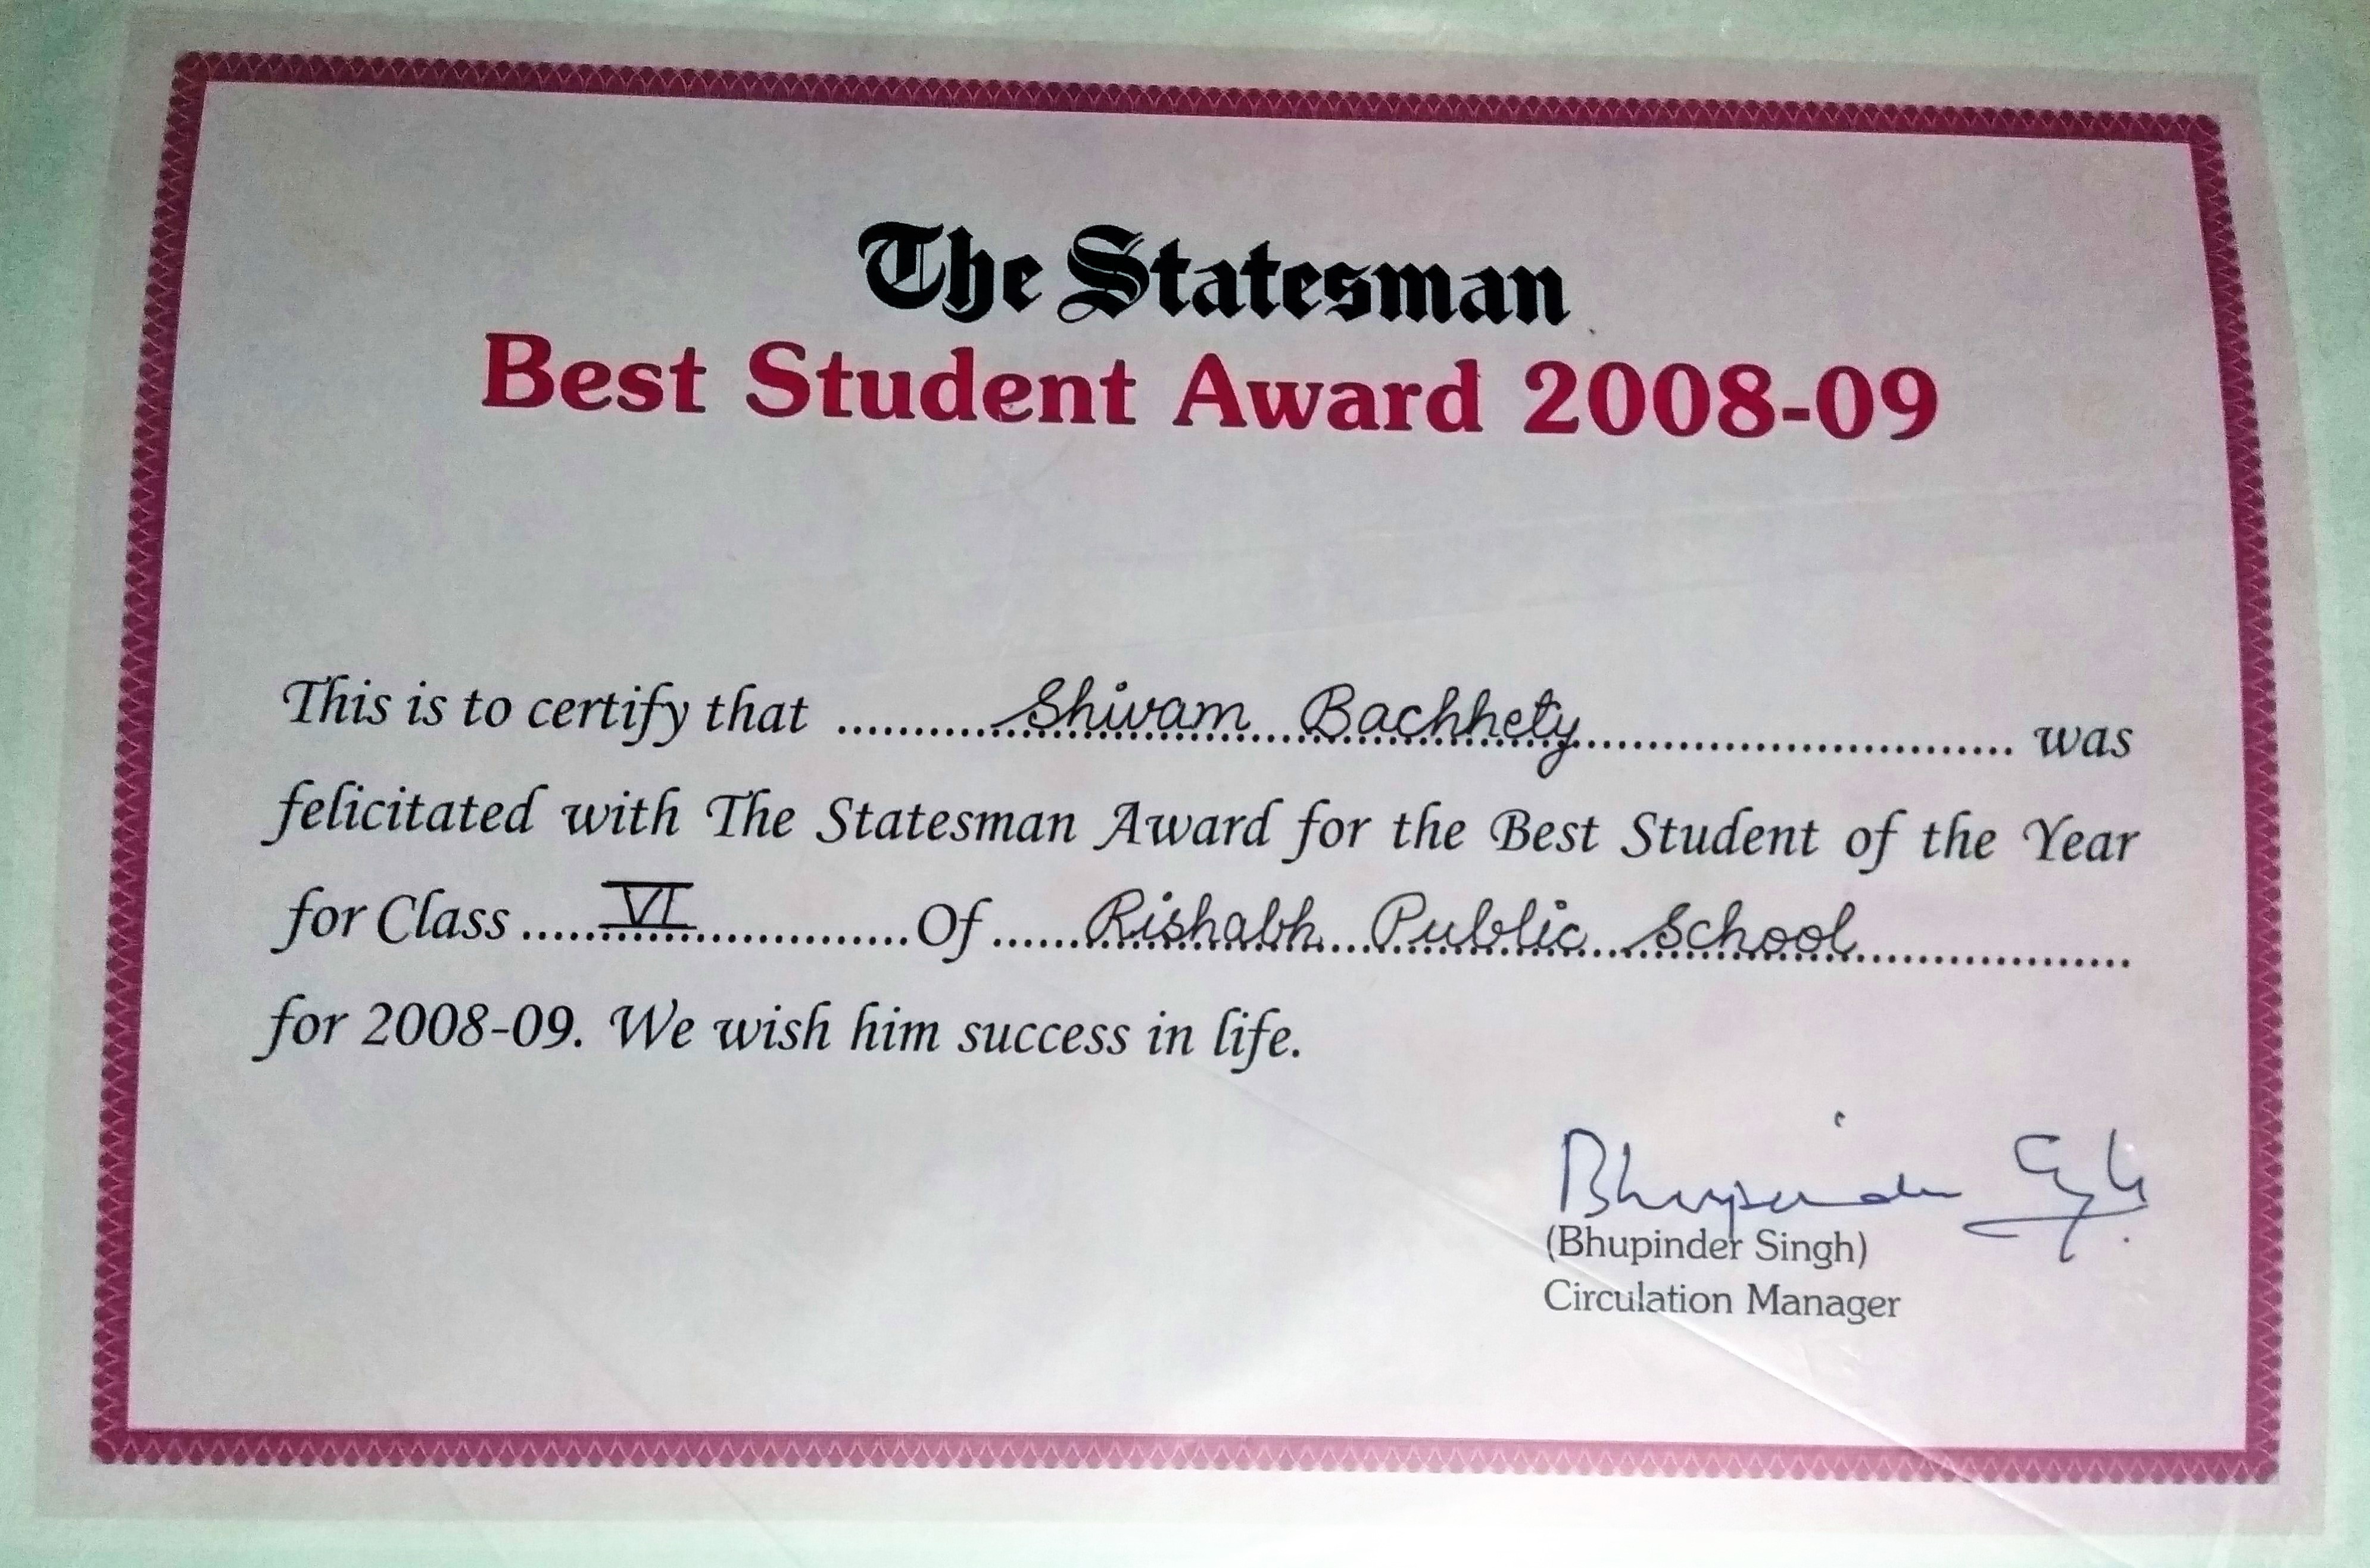 The Statesman
Best Student Award 2008-09
This is to certify that ..........Shivam Bachhety.............................. was
felicitated with The Statesman Award for the Best Student of the Year
for Class .....VI...............Of ......Rishabh Public School...................
for 2008-09. We wish him success in life.
Bhupinder Singh
(Bhupinder Singh)
Circulation Manager